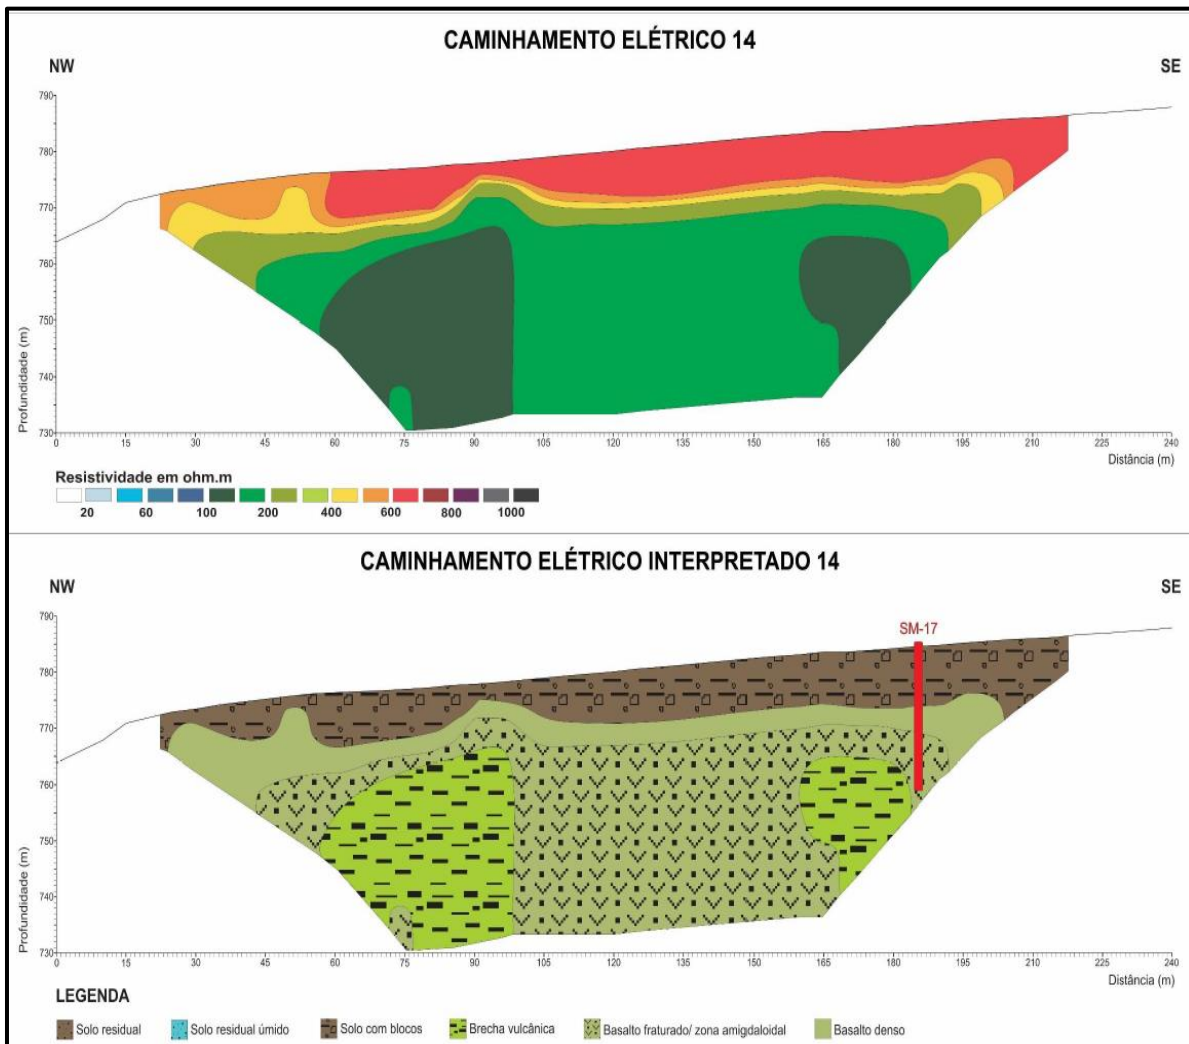 CAMINHAMENTO ELÉTRICO 14
NW
SE
790
780
770
760
750
740
730
Profundidade (m)
0 15 30 45 60 75 90 105 120 135 150 165 180 195 210 225 240
Distância (m)
Resistividade em ohm.m
20 60 100 200 400 600 800 1000
CAMINHAMENTO ELÉTRICO INTERPRETADO 14
NW
SE
SM-17
790
780
770
760
750
740
730
Profundidade (m)
0 15 30 45 60 75 90 105 120 135 150 165 180 195 210 225 240
Distância (m)
LEGENDA
Solo residual Solo residual úmido Solo com blocos Brecha vulcânica Basalto fraturado/ zona amigdaloidal Basalto denso